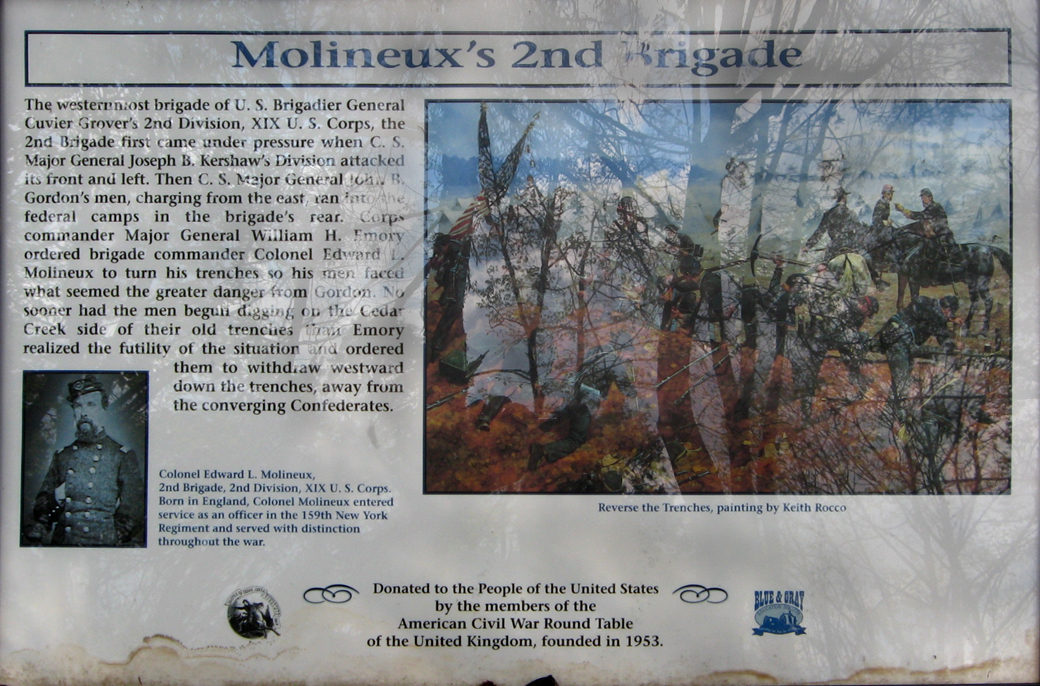 Molineux's 2nd Brigade
The westernmost brigade of U. S. Brigadier General
Cuvier Grover's 2nd Division, XIX U. S. Corps, the
2nd Brigade first came under pressure when C. S.
Major General Joseph B. Kershaw's Division attacked
its front and left. Then C. S. Major General John B.
Gordon's men, charging from the east, ran into the
federal camps in the brigade's rear. Corps
commander Major General William H. Emory
ordered brigade commander Colonel Edward L.
Molineux to turn his trenches so his men faced
what seemed the greater danger from Gordon. No
sooner had the men begun digging on the Cedar
Creek side of their old trenches than Emory
realized the futility of the situation and ordered
them to withdraw westward
down the trenches, away from
the converging Confederates.
Colonel Edward L. Molineux,
2nd Brigade, 2nd Division, XIX U. S. Corps.
Born in England, Colonel Molineux entered
service as an officer in the 159th New York
Regiment and served with distinction
throughout the war.
Reverse the Trenches, painting by Keith Rocco
Donated to the People of the United States
by the members of the
American Civil War Round Table
of the United Kingdom, founded in 1953.
BLUE & GRAY